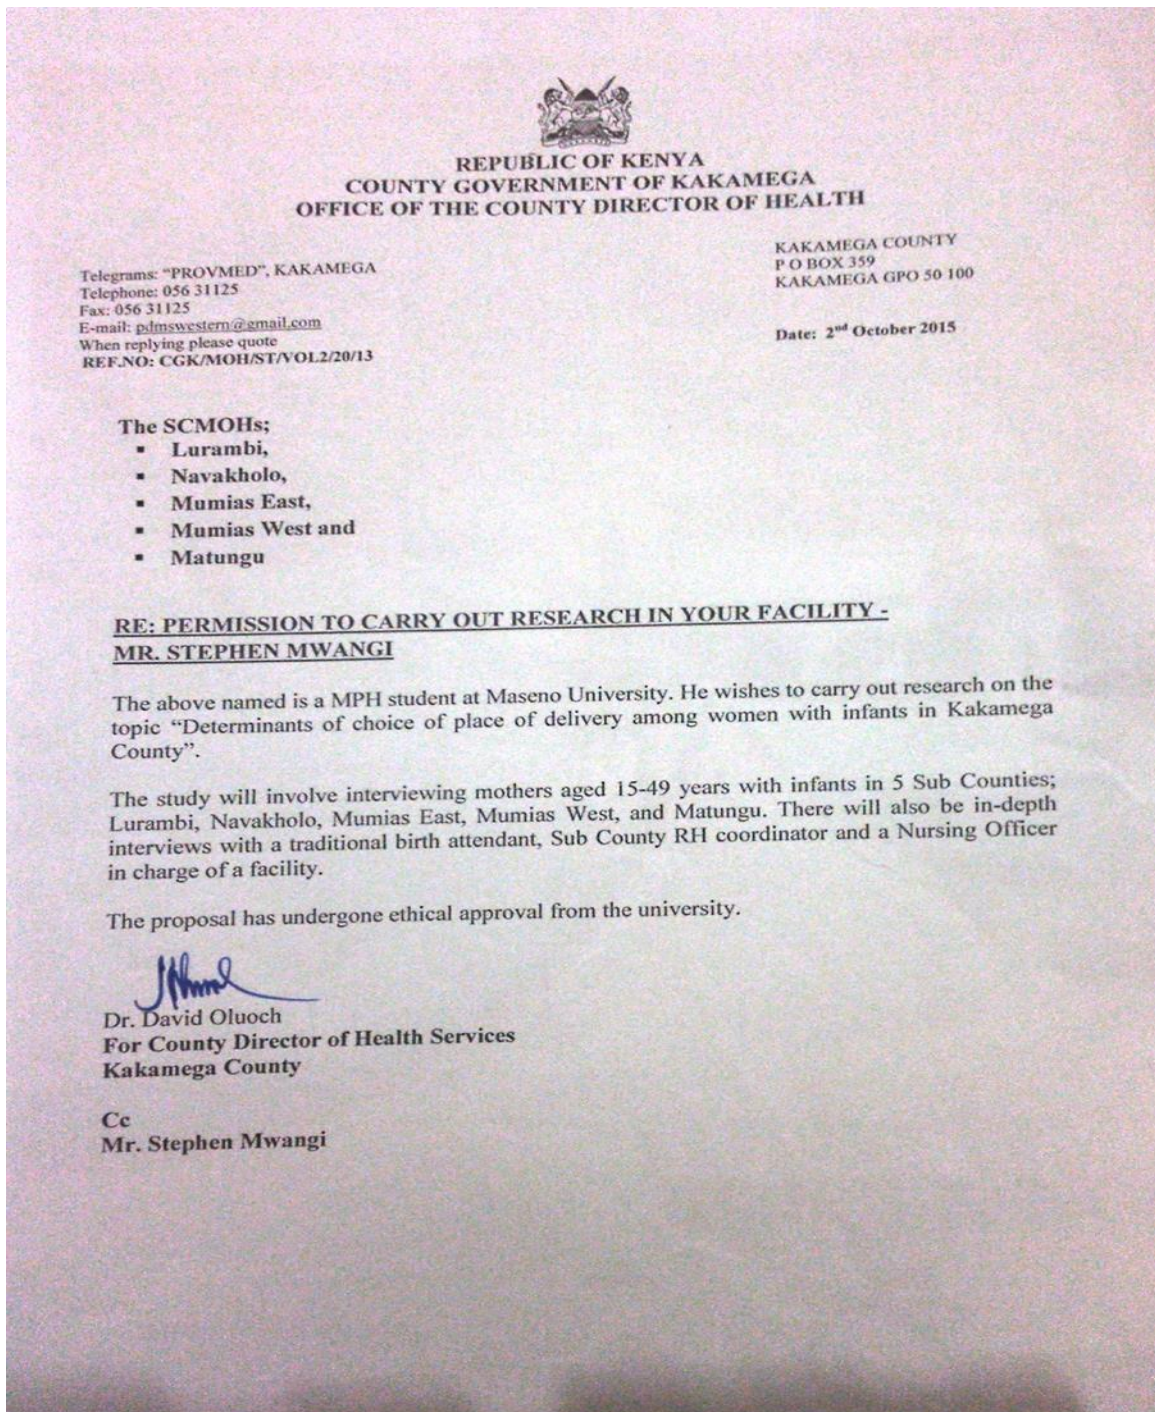 REPUBLIC OF KENYA
COUNTY GOVERNMENT OF KAKAMEGA
OFFICE OF THE COUNTY DIRECTOR OF HEALTH
Telegrams: "PROVMED", KAKAMEGA
Telephone: 056 31125
Fax: 056 31125
E-mail: pdmswestern@gmail.com
When replying please quote
REF.NO: CGK/MOH/ST/VOL2/20/13
KAKAMEGA COUNTY
P O BOX 359
KAKAMEGA GPO 50 100
Date: 2nd October 2015
The SCMOHs;
▪ Lurambi,
▪ Navakholo,
▪ Mumias East,
▪ Mumias West and
▪ Matungu
RE: PERMISSION TO CARRY OUT RESEARCH IN YOUR FACILITY -
MR. STEPHEN MWANGI
The above named is a MPH student at Maseno University. He wishes to carry out research on the
topic “Determinants of choice of place of delivery among women with infants in Kakamega
County”.
The study will involve interviewing mothers aged 15-49 years with infants in 5 Sub Counties;
Lurambi, Navakholo, Mumias East, Mumias West, and Matungu. There will also be in-depth
interviews with a traditional birth attendant, Sub County RH coordinator and a Nursing Officer
in charge of a facility.
The proposal has undergone ethical approval from the university.
Dr. David Oluoch
For County Director of Health Services
Kakamega County
Cc
Mr. Stephen Mwangi